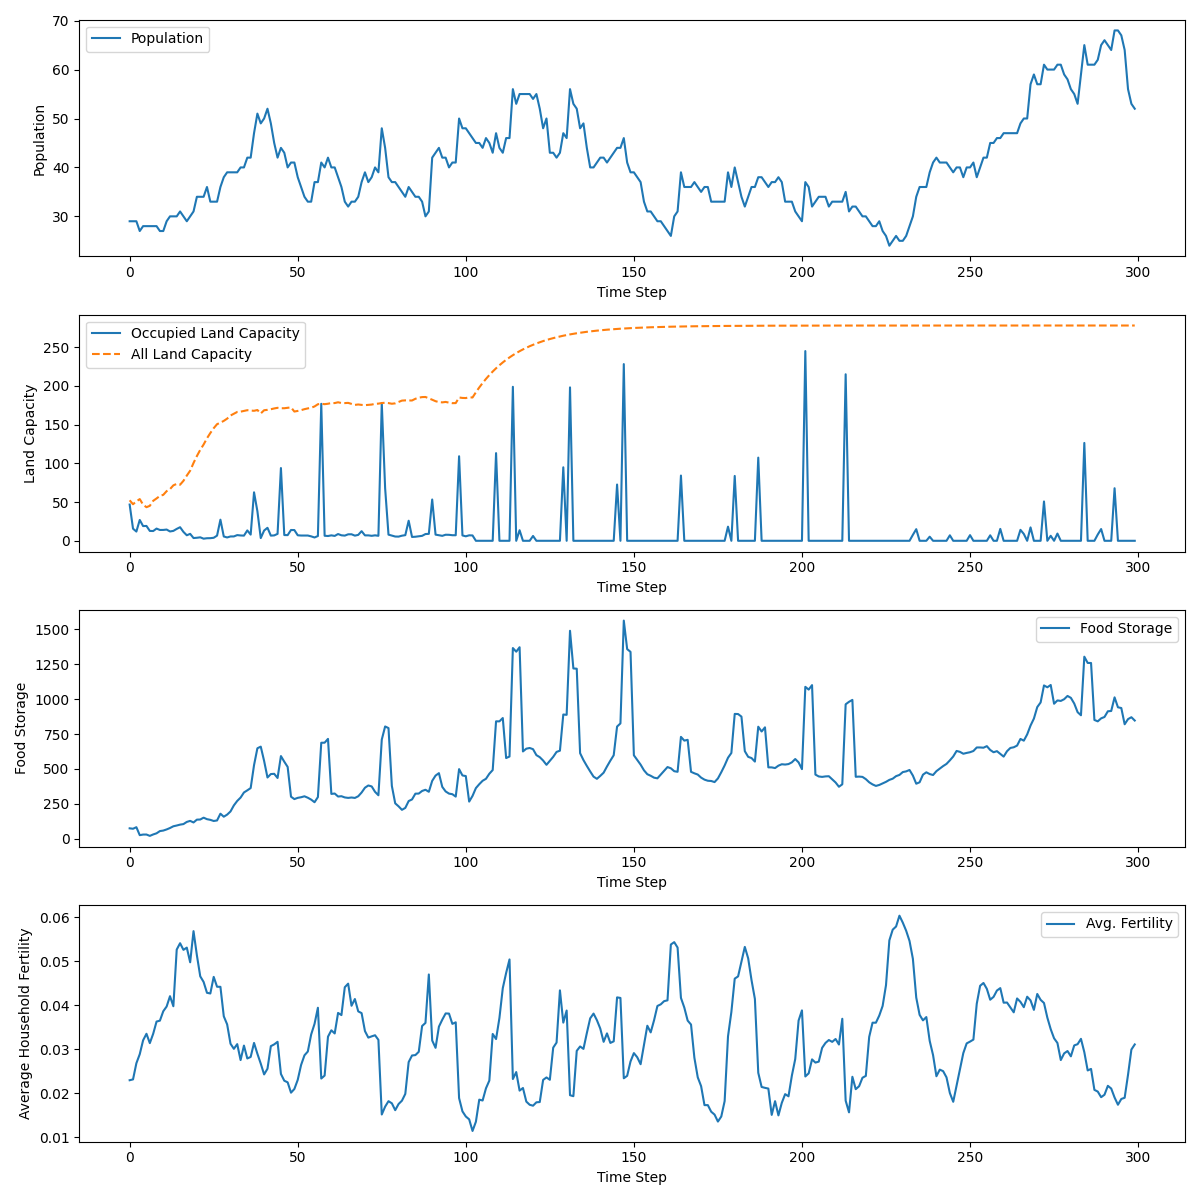 Population
70
60
50
40
30
Population
0 50 100 150 200 250 300
Time Step
Occupied Land Capacity
All Land Capacity
250
200
150
100
50
0
Land Capacity
0 50 100 150 200 250 300
Time Step
Food Storage
1500
1250
1000
750
500
250
0
Food Storage
0 50 100 150 200 250 300
Time Step
Avg. Fertility
0.06
0.05
0.04
0.03
0.02
0.01
Average Household Fertility
0 50 100 150 200 250 300
Time Step